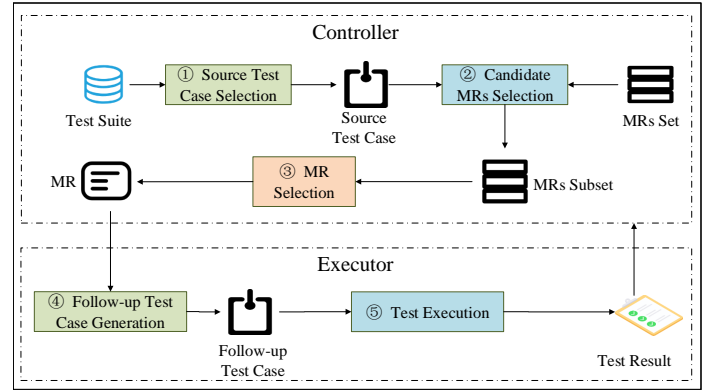 Controller
① Source Test
Case Selection
② Candidate
MRs Selection
Test Suite
Source
Test Case
MRs Set
MR
③ MR
Selection
MRs Subset
Executor
④ Follow-up Test
Case Generation
⑤ Test Execution
Follow-up
Test Case
Test Result